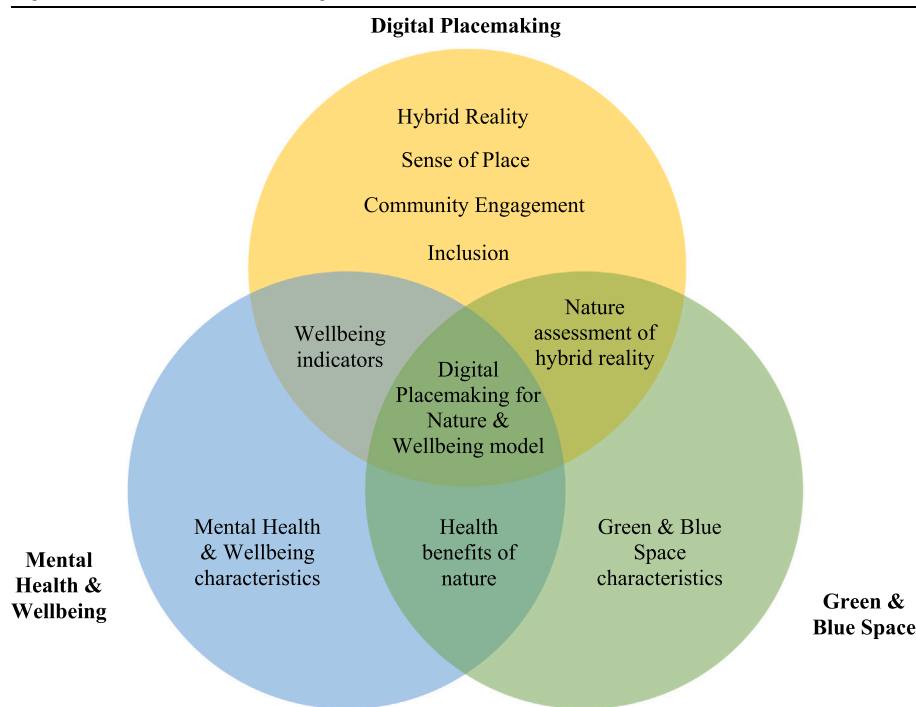 Digital Placemaking
Hybrid Reality
Sense of Place
Community Engagement
Inclusion
Wellbeing
indicators
Nature
assessment of
hybrid reality
Digital
Placemaking for
Nature &
Wellbeing model
Mental Health
& Wellbeing
characteristics
Health
benefits of
nature
Green & Blue
Space
characteristics
Mental
Health &
Wellbeing
Green &
Blue Space